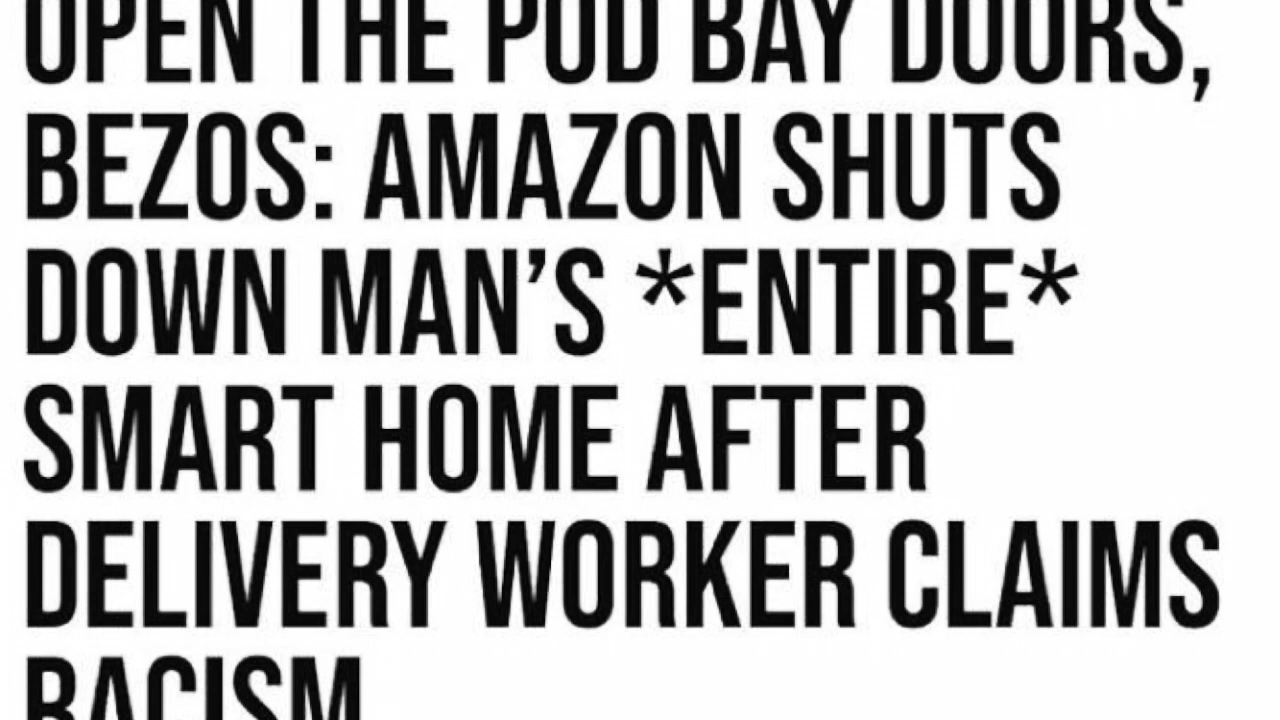 OPEN THE POD BAY DOORS,
BEZOS: AMAZON SHUTS
DOWN MAN’S *ENTIRE*
SMART HOME AFTER
DELIVERY WORKER CLAIMS
RACISM